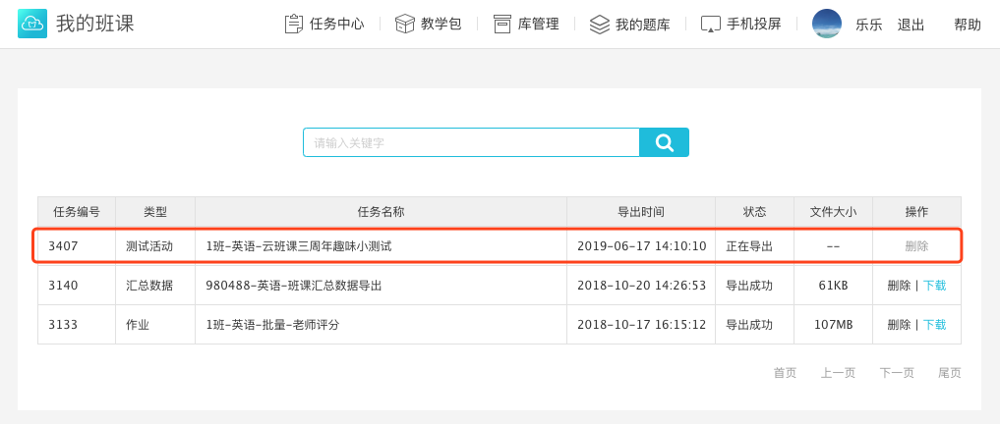 我的班课 任务中心 教学包 库管理 我的题库 手机投屏 乐乐 退出 帮助
请输入关键字
任务编号 类型 任务名称 导出时间 状态 文件大小 操作
3407 测试活动 1班-英语-云班课三周年趣味小测试 2019-06-17 14:10:10 正在导出 -- 删除
3140 汇总数据 980488-英语-班课汇总数据导出 2018-10-20 14:26:53 导出成功 61KB 删除 | 下载
3133 作业 1班-英语-批量-老师评分 2018-10-17 16:15:12 导出成功 107MB 删除 | 下载
首页 上一页 下一页 尾页